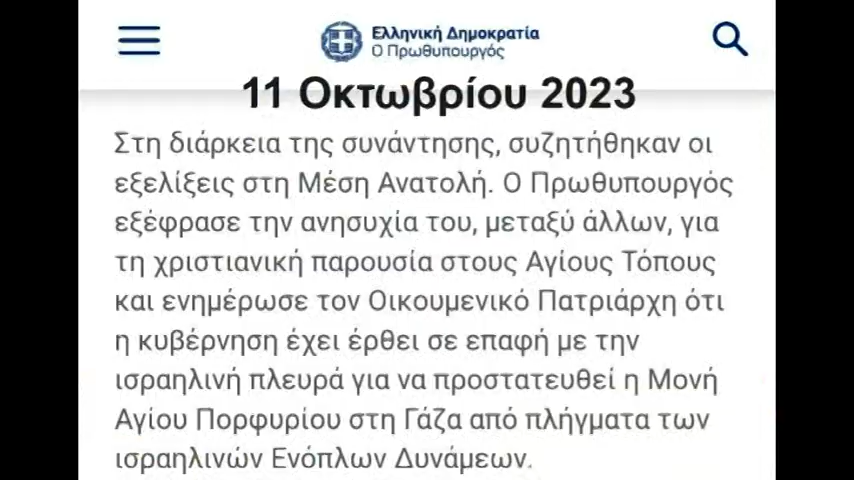 Ελληνική Δημοκρατία
Ο Πρωθυπουργός
11 Οκτωβρίου 2023
Στη διάρκεια της συνάντησης, συζητήθηκαν οι
εξελίξεις στη Μέση Ανατολή. Ο Πρωθυπουργός
εξέφρασε την ανησυχία του, μεταξύ άλλων, για
τη χριστιανική παρουσία στους Αγίους Τόπους
και ενημέρωσε τον Οικουμενικό Πατριάρχη ότι
η κυβέρνηση έχει έρθει σε επαφή με την
ισραηλινή πλευρά για να προστατευθεί η Μονή
Αγίου Πορφυρίου στη Γάζα από πλήγματα των
ισραηλινών Ενόπλων Δυνάμεων.